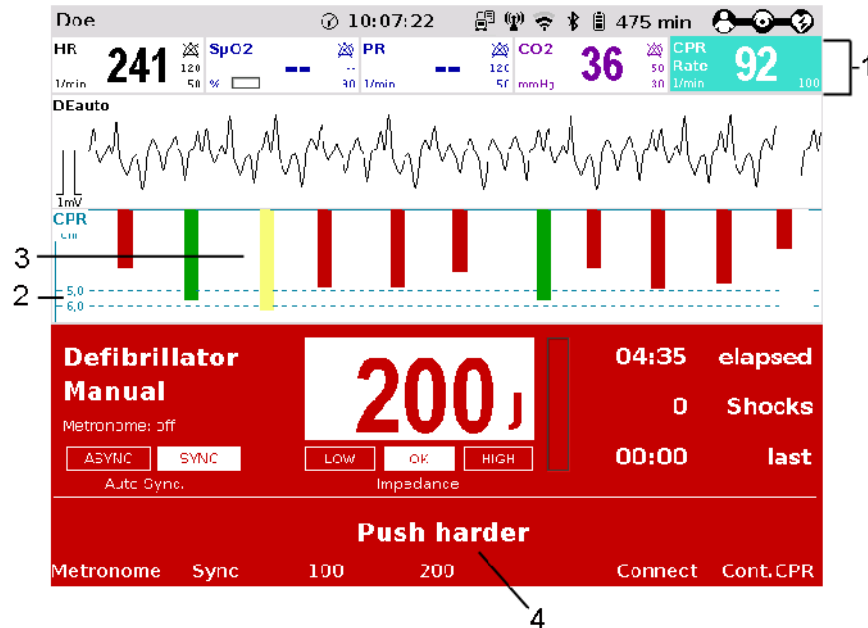 Doe 10:07:22 475 min
HR 241 120 50 1/min
SpO2 -- -- 90 %
PR -- 120 50 1/min
CO2 36 50 30 mmHg
CPR Rate 92 1/min 100
1
DEauto
1mV
CPR
cm
3
5,0
2
6,0
Defibrillator
Manual
Metronome: off
200 J
04:35 elapsed
0 Shocks
00:00 last
ASYNC SYNC
Auto Sync.
LOW OK HIGH
Impedance
Push harder
Metronome Sync 100 200 Connect Cont.CPR
4